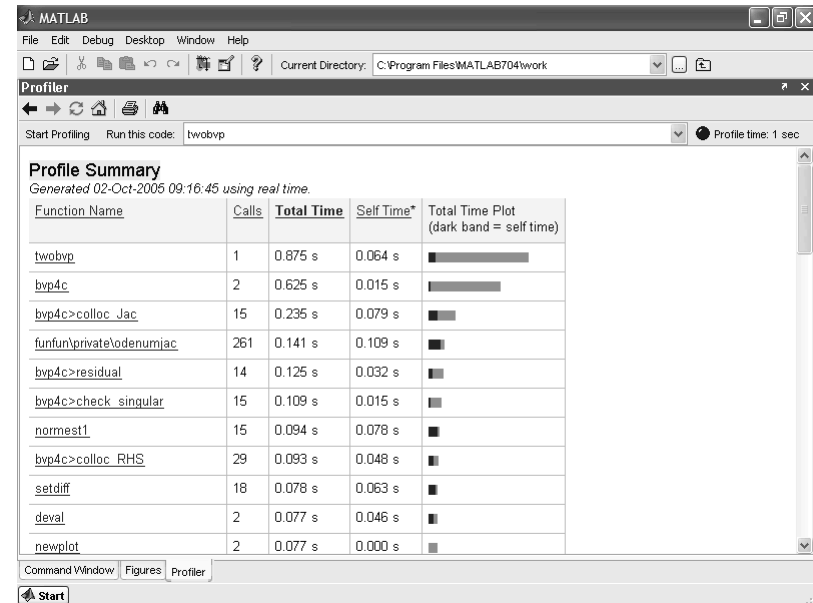 MATLAB
File Edit Debug Desktop Window Help
Current Directory: C:\Program Files\MATLAB704\work
Profiler
Start Profiling Run this code: twobvp Profile time: 1 sec
Profile Summary
Generated 02-Oct-2005 09:16:45 using real time.
Function Name Calls Total Time Self Time* Total Time Plot
(dark band = self time)
twobvp 1 0.875 s 0.064 s
bvp4c 2 0.625 s 0.015 s
bvp4c>colloc_Jac 15 0.235 s 0.079 s
funfun\private\odenumjac 261 0.141 s 0.109 s
bvp4c>residual 14 0.125 s 0.032 s
bvp4c>check_singular 15 0.109 s 0.015 s
normest1 15 0.094 s 0.078 s
bvp4c>colloc_RHS 29 0.093 s 0.048 s
setdiff 18 0.078 s 0.063 s
deval 2 0.077 s 0.046 s
newplot 2 0.077 s 0.000 s
Command Window Figures Profiler
Start